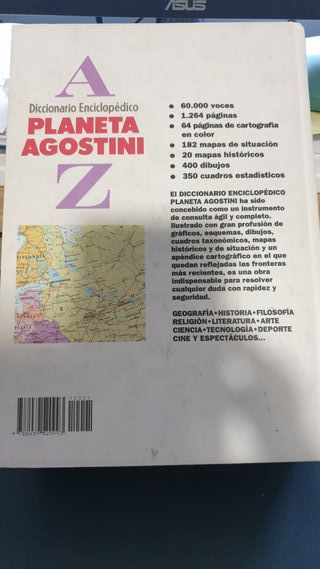 ASUS
A
Diccionario Enciclopédico
PLANETA
AGOSTINI
Z
• 60.000 voces
• 1.264 páginas
• 64 páginas de cartografía
en color
• 182 mapas de situación
• 20 mapas históricos
• 400 dibujos
• 350 cuadros estadísticos
El DICCIONARIO ENCICLOPÉDICO
PLANETA AGOSTINI ha sido
concebido como un instrumento
de consulta ágil y completo.
Ilustrado con gran profusión de
gráficos, esquemas, dibujos,
cuadros taxonómicos, mapas
históricos y de situación y un
apéndice cartográfico en el que
quedan reflejadas las fronteras
más recientes, es una obra
indispensable para resolver
cualquier duda con rapidez y
seguridad.
GEOGRAFÍA•HISTORIA•FILOSOFÍA
RELIGIÓN•LITERATURA•ARTE
CIENCIA•TECNOLOGÍA•DEPORTE
CINE Y ESPECTÁCULOS...
10001